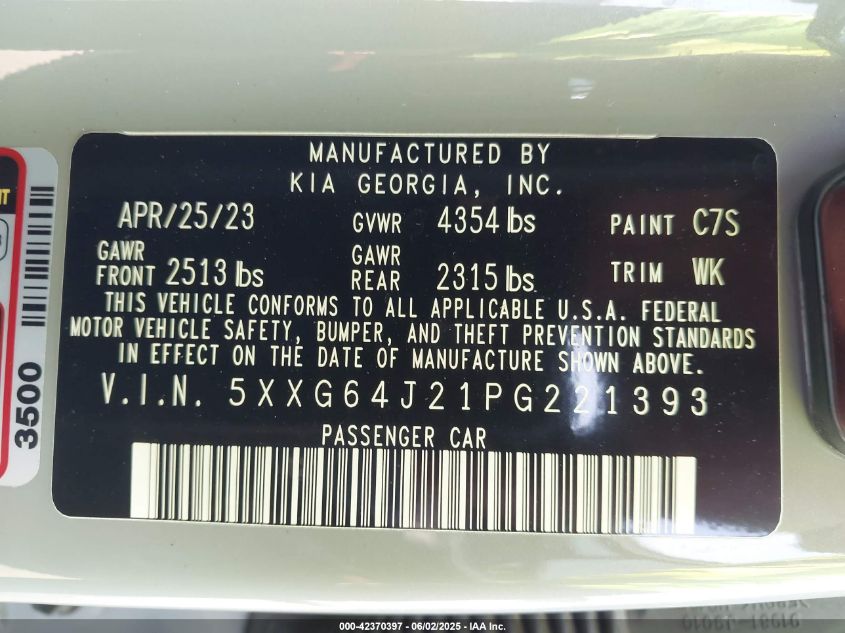 MANUFACTURED BY
KIA GEORGIA, INC.
APR/25/23 GVWR 4354 lbs PAINT C7S
GAWR FRONT 2513 lbs GAWR REAR 2315 lbs TRIM WK
THIS VEHICLE CONFORMS TO ALL APPLICABLE U.S.A. FEDERAL
MOTOR VEHICLE SAFETY, BUMPER, AND THEFT PREVENTION STANDARDS
IN EFFECT ON THE DATE OF MANUFACTURE SHOWN ABOVE.
V.I.N. 5XXG64J21PG221393
PASSENGER CAR
3500
000-42370397 - 06/02/2025 - IAA Inc.